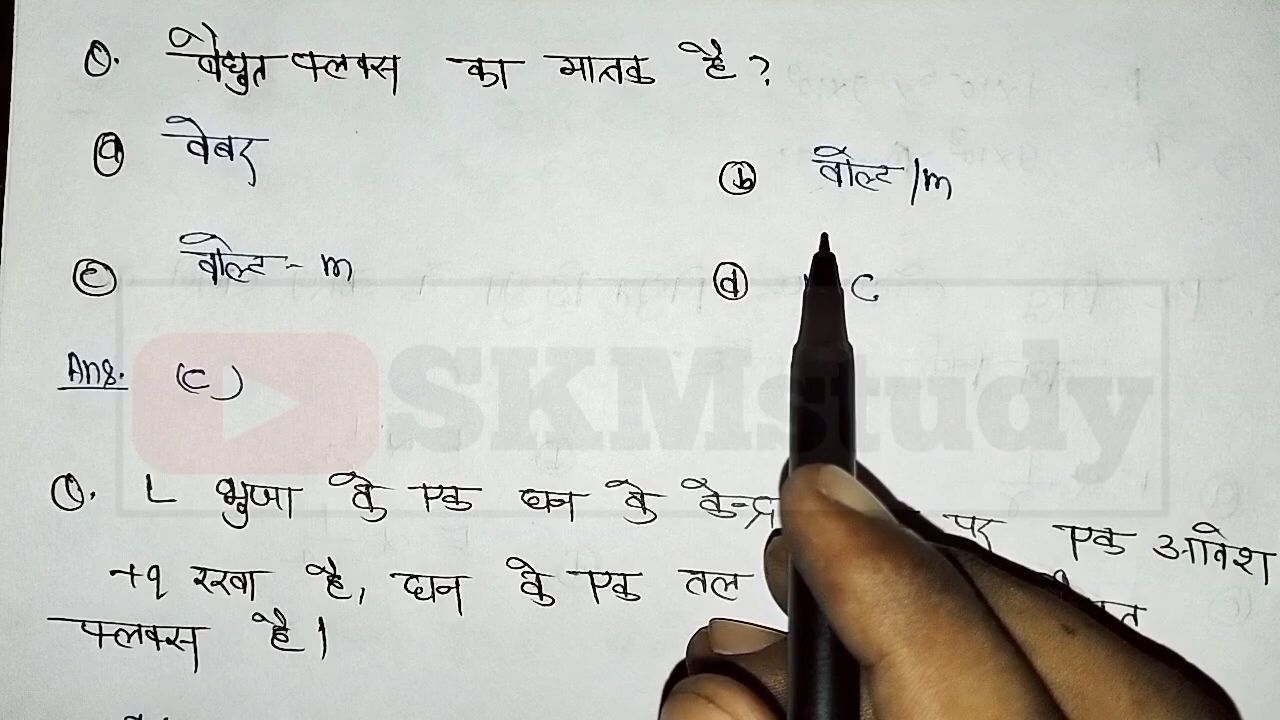 Q. वैधुत फ्लक्स का मात्रक है?
(a) वेबर
(b) वोल्ट/m
(c) वोल्ट - m
(d) C
Ans. (c)
SKMstudy
Q. L भुजा के एक घन के केन्द्र पर एक आवेश
+q रखा है, घन के एक तल
फ्लक्स है।